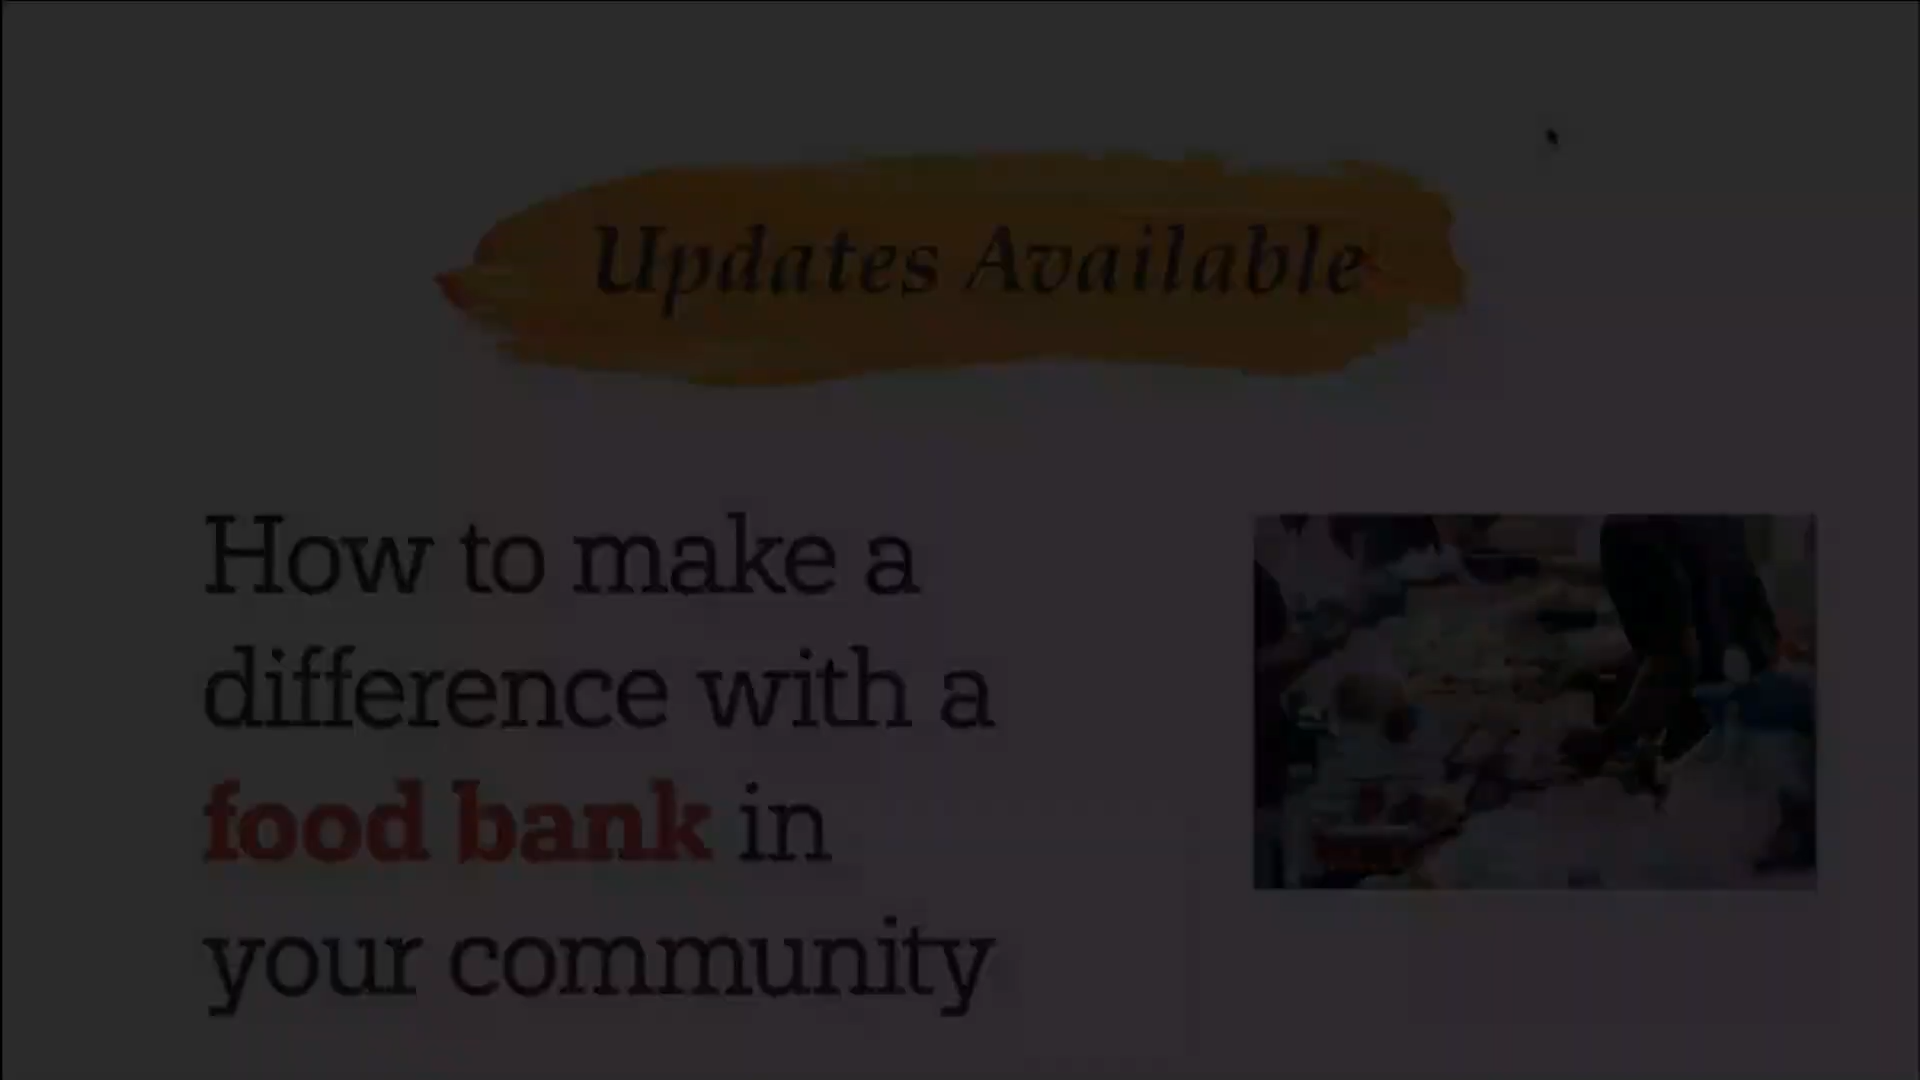 Updates Available
How to make a
difference with a
food bank in
your community